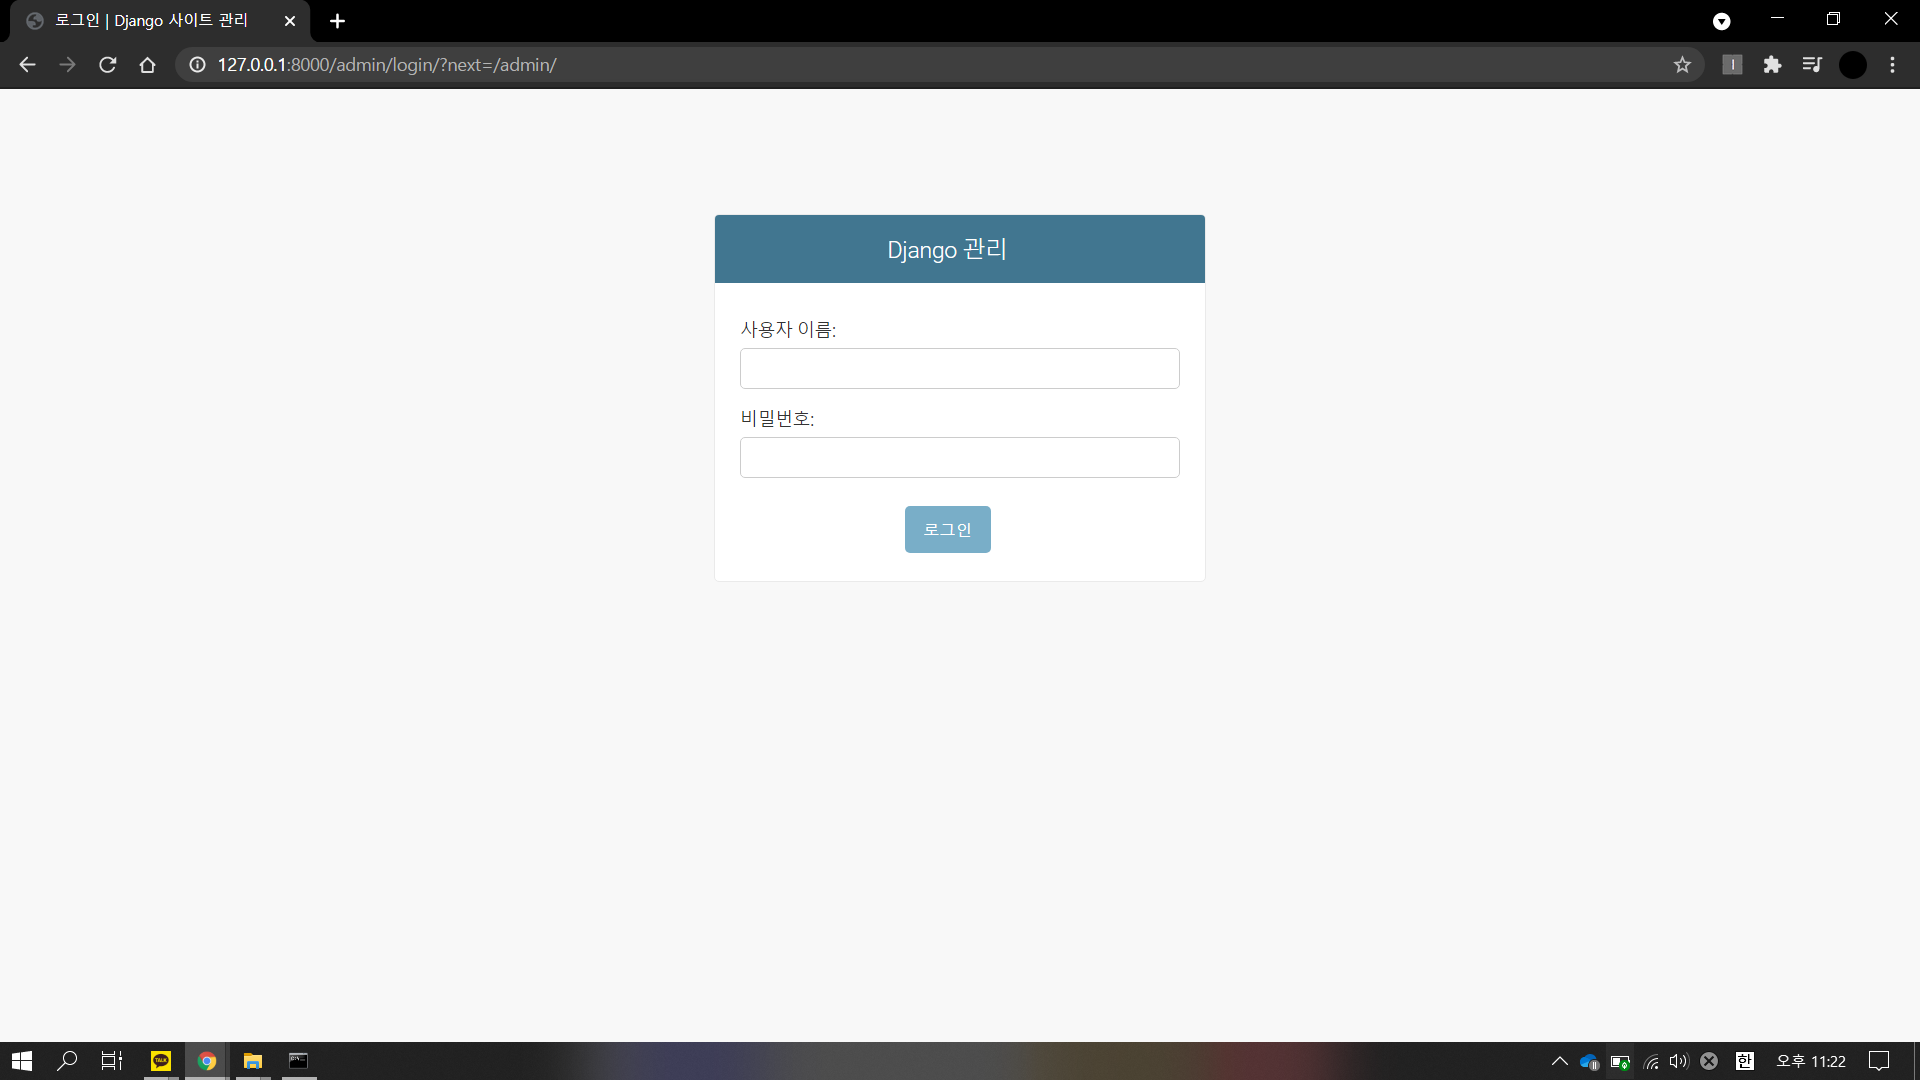 로그인 | Django 사이트 관리
127.0.0.1:8000/admin/login/?next=/admin/
Django 관리
사용자 이름:
비밀번호:
로그인
TALK
한
오후 11:22